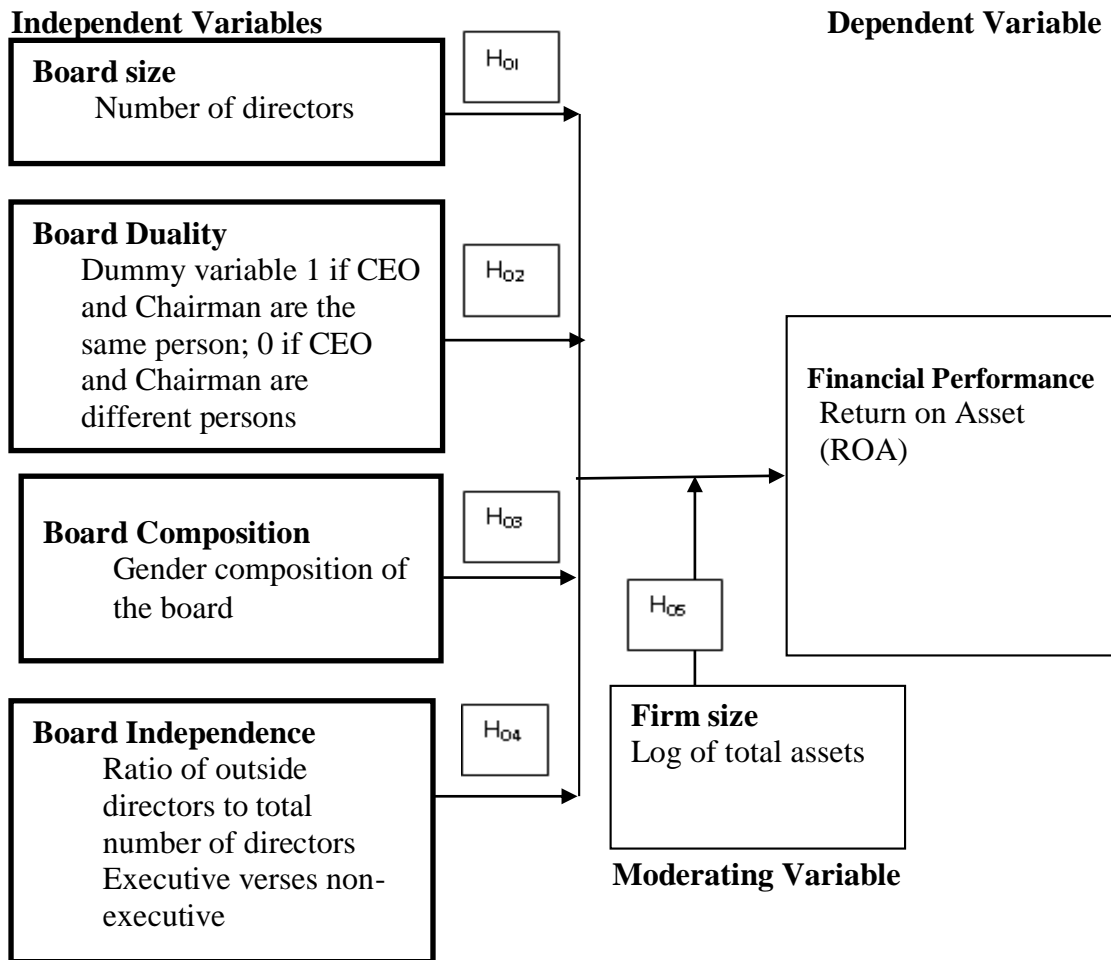 Independent Variables
Dependent Variable
Board size
Number of directors
H01
Board Duality
Dummy variable 1 if CEO
and Chairman are the
same person; 0 if CEO
and Chairman are
different persons
H02
Board Composition
Gender composition of
the board
H03
Board Independence
Ratio of outside
directors to total
number of directors
Executive verses non-
executive
H04
Financial Performance
Return on Asset
(ROA)
H05
Firm size
Log of total assets
Moderating Variable